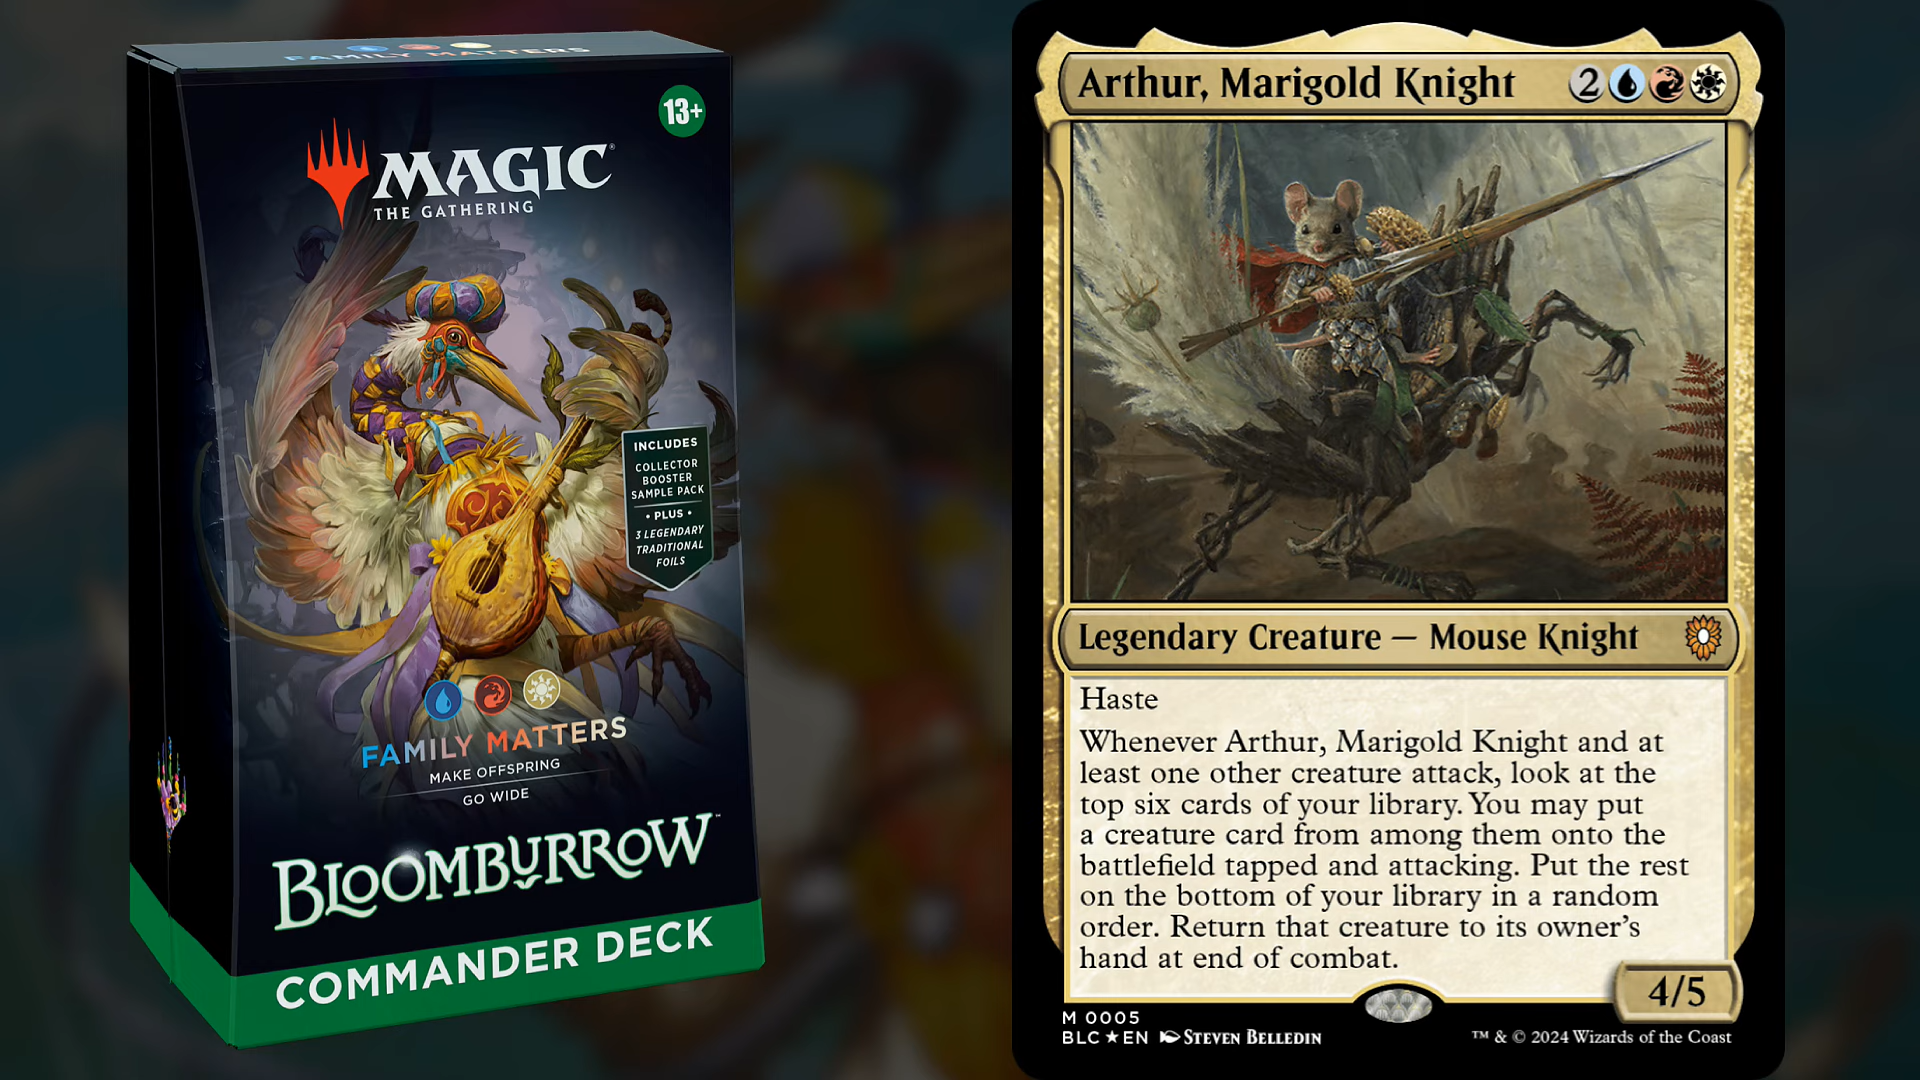 FAMILY MATTERS
13+
MAGIC
THE GATHERING
INCLUDES
COLLECTOR
BOOSTER
SAMPLE PACK
• PLUS •
3 LEGENDARY
TRADITIONAL
FOILS
FAMILY MATTERS
MAKE OFFSPRING
GO WIDE
BLOOMBURROW™
COMMANDER DECK
Arthur, Marigold Knight 2
Legendary Creature — Mouse Knight
Haste
Whenever Arthur, Marigold Knight and at
least one other creature attack, look at the
top six cards of your library. You may put
a creature card from among them onto the
battlefield tapped and attacking. Put the rest
on the bottom of your library in a random
order. Return that creature to its owner's
hand at end of combat.
4/5
M 0005
BLC★EN STEVEN BELLEDIN
™ & © 2024 Wizards of the Coast